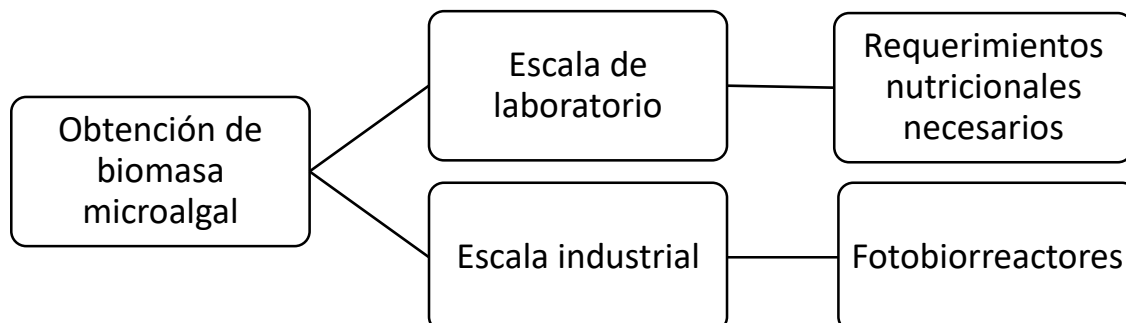 Obtención de
biomasa
microalgal
Escala de
laboratorio
Requerimientos
nutricionales
necesarios
Escala industrial
Fotobiorreactores